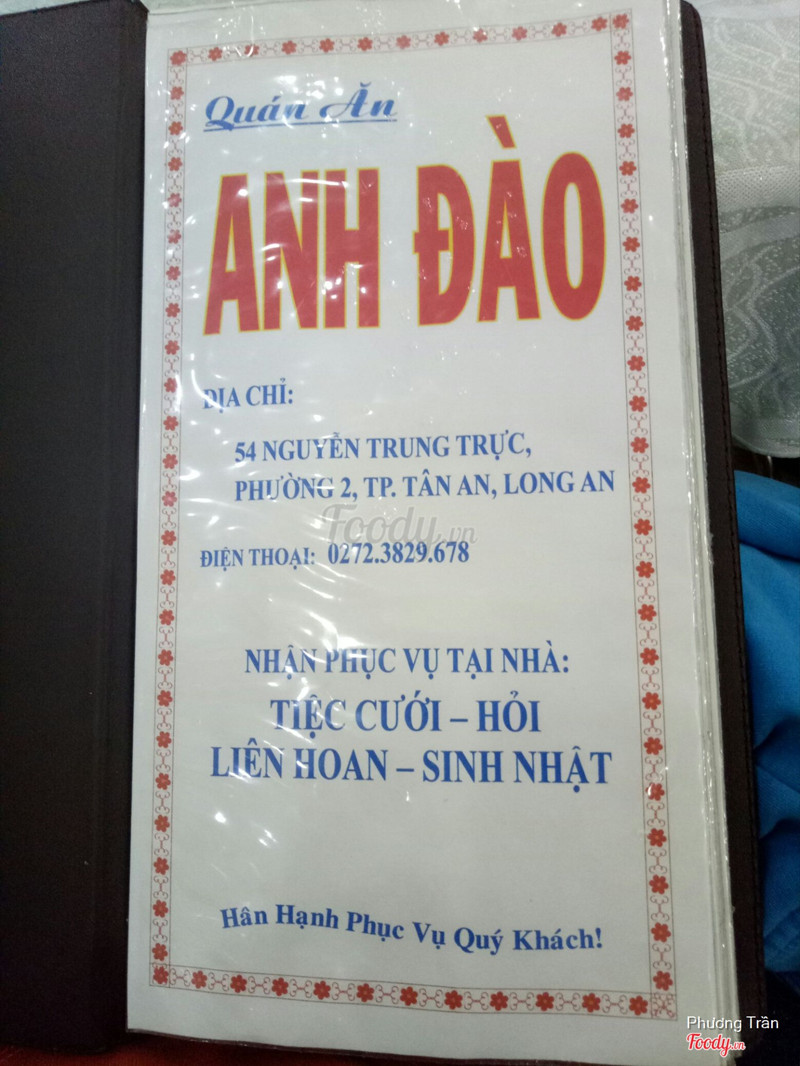 Quán Ăn
ANH ĐÀO
ĐỊA CHỈ:
54 NGUYỄN TRUNG TRỰC,
PHƯỜNG 2, TP. TÂN AN, LONG AN
Foody.vn
ĐIỆN THOẠI: 0272.3829.678
NHẬN PHỤC VỤ TẠI NHÀ:
TIỆC CƯỚI – HỎI
LIÊN HOAN – SINH NHẬT
Hân Hạnh Phục Vụ Quý Khách!
Phương Trần
Foody.vn